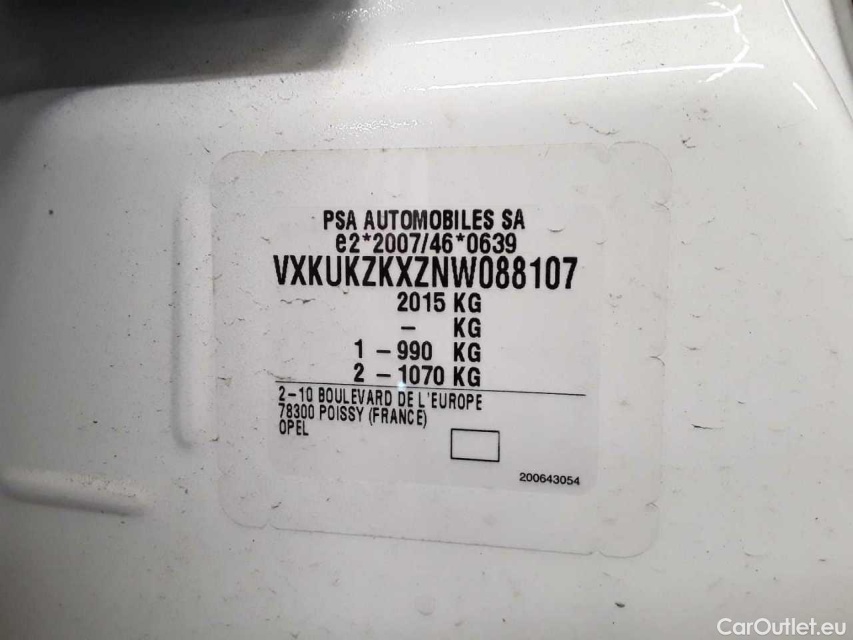 PSA AUTOMOBILES SA
e2*2007/46*0639
VXKUKZKXZNW088107
2015 KG
- KG
1 - 990 KG
2 - 1070 KG
2-10 BOULEVARD DE L'EUROPE
78300 POISSY (FRANCE)
OPEL
200643054
CarOutlet.eu